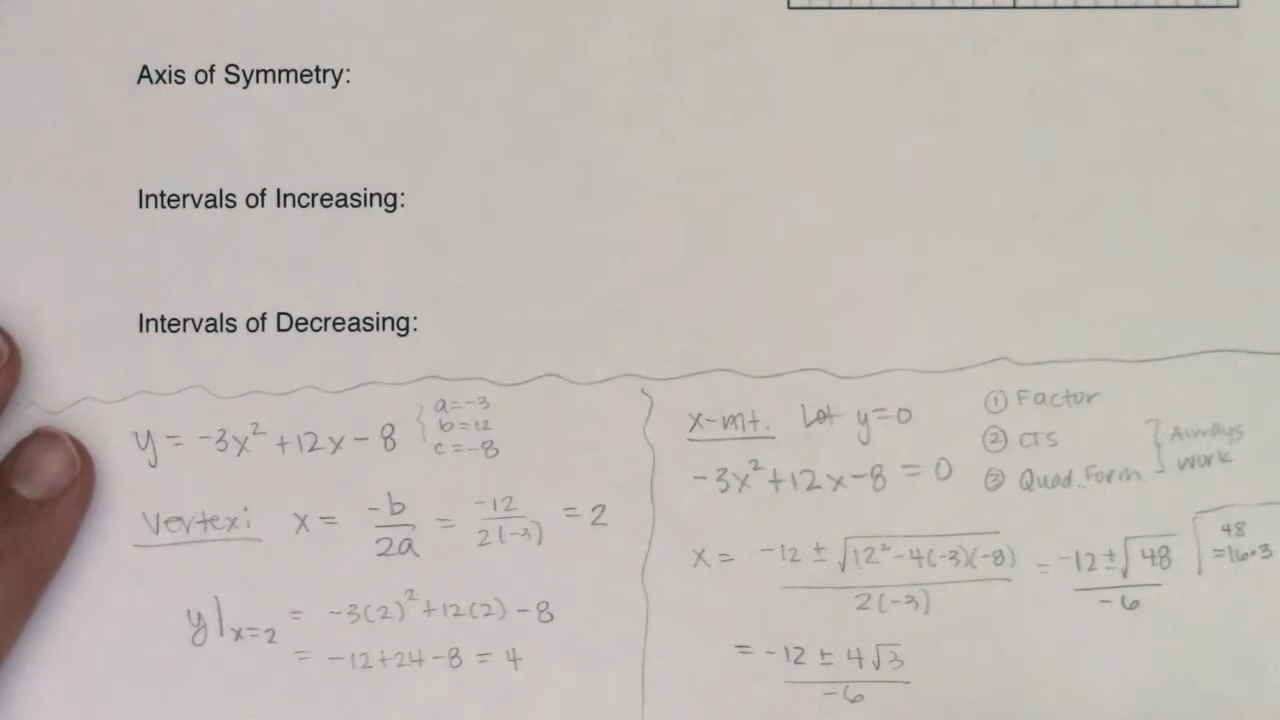 Axis of Symmetry:
Intervals of Increasing:
Intervals of Decreasing:
y = -3x² + 12x - 8 { a=-3
b=12
c=-8
Vertex: x = -b/2a = -12/2(-3) = 2
y|x=2 = -3(2)² + 12(2) - 8
= -12+24-8 = 4
x-int. Let y=0
-3x²+12x-8 = 0
① Factor
② CTS
③ Quad. Form. } Always work
x = -12 ± √12²-4(-3)(-8) / 2(-3) = -12 ± √48 / -6
48
=16•3
= -12 ± 4√3 / -6